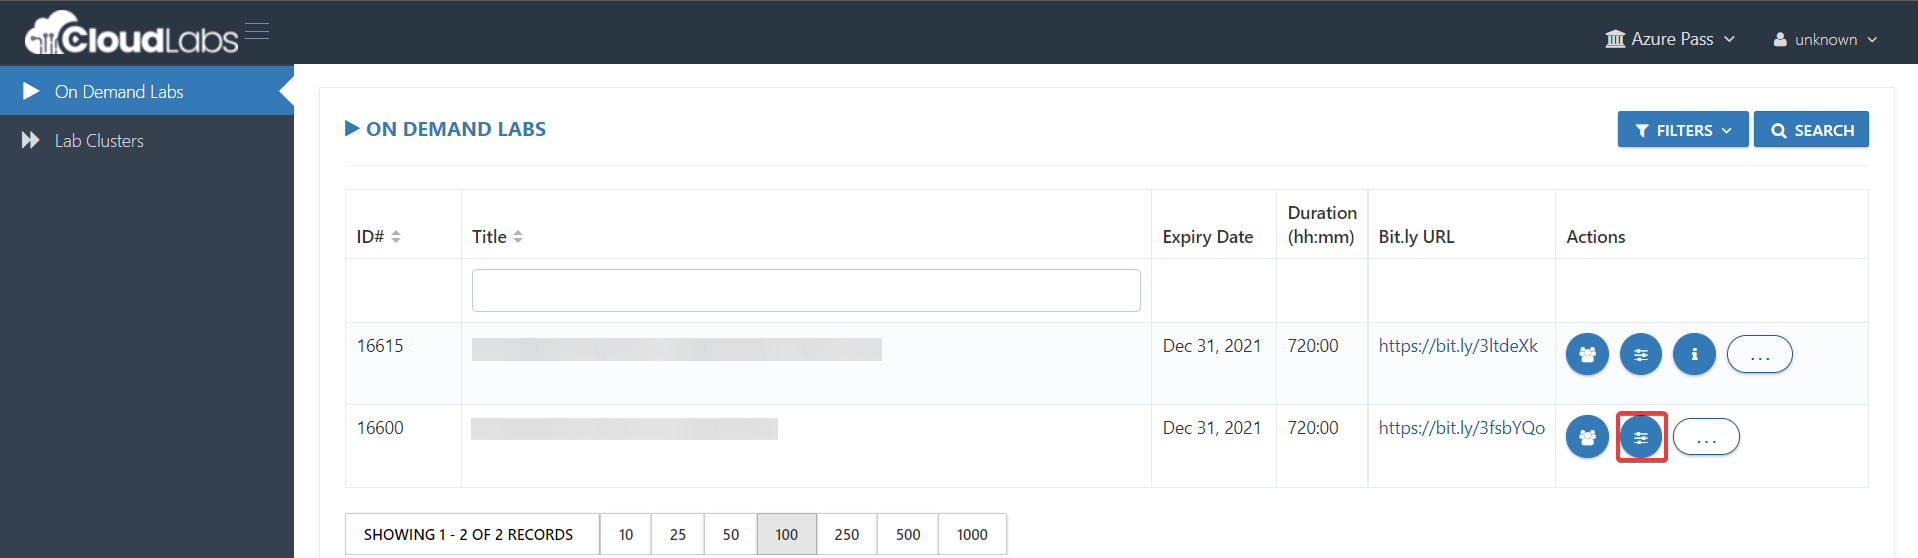 CloudLabs
Azure Pass
unknown
On Demand Labs
Lab Clusters
ON DEMAND LABS
FILTERS
SEARCH
ID# Title Expiry Date Duration (hh:mm) Bit.ly URL Actions
16615 Dec 31, 2021 720:00 https://bit.ly/3ltdeXk ...
16600 Dec 31, 2021 720:00 https://bit.ly/3fsbYQo ...
SHOWING 1 - 2 OF 2 RECORDS 10 25 50 100 250 500 1000